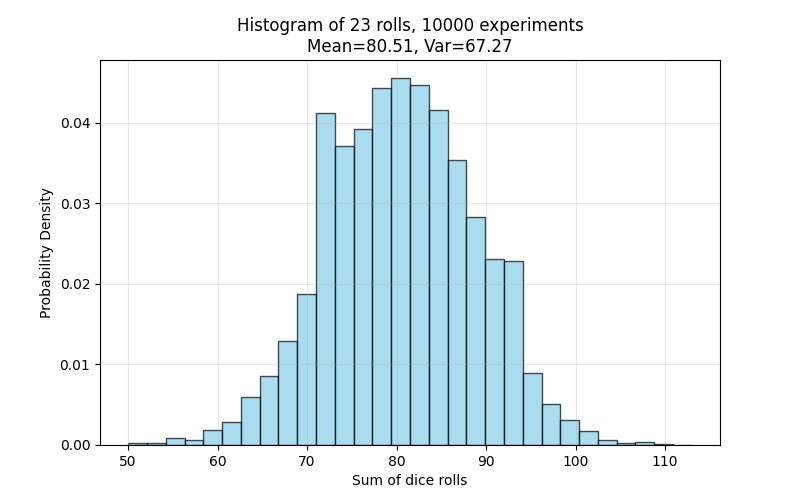 Histogram of 23 rolls, 10000 experiments
Mean=80.51, Var=67.27
Probability Density
0.04
0.03
0.02
0.01
0.00
50 60 70 80 90 100 110
Sum of dice rolls